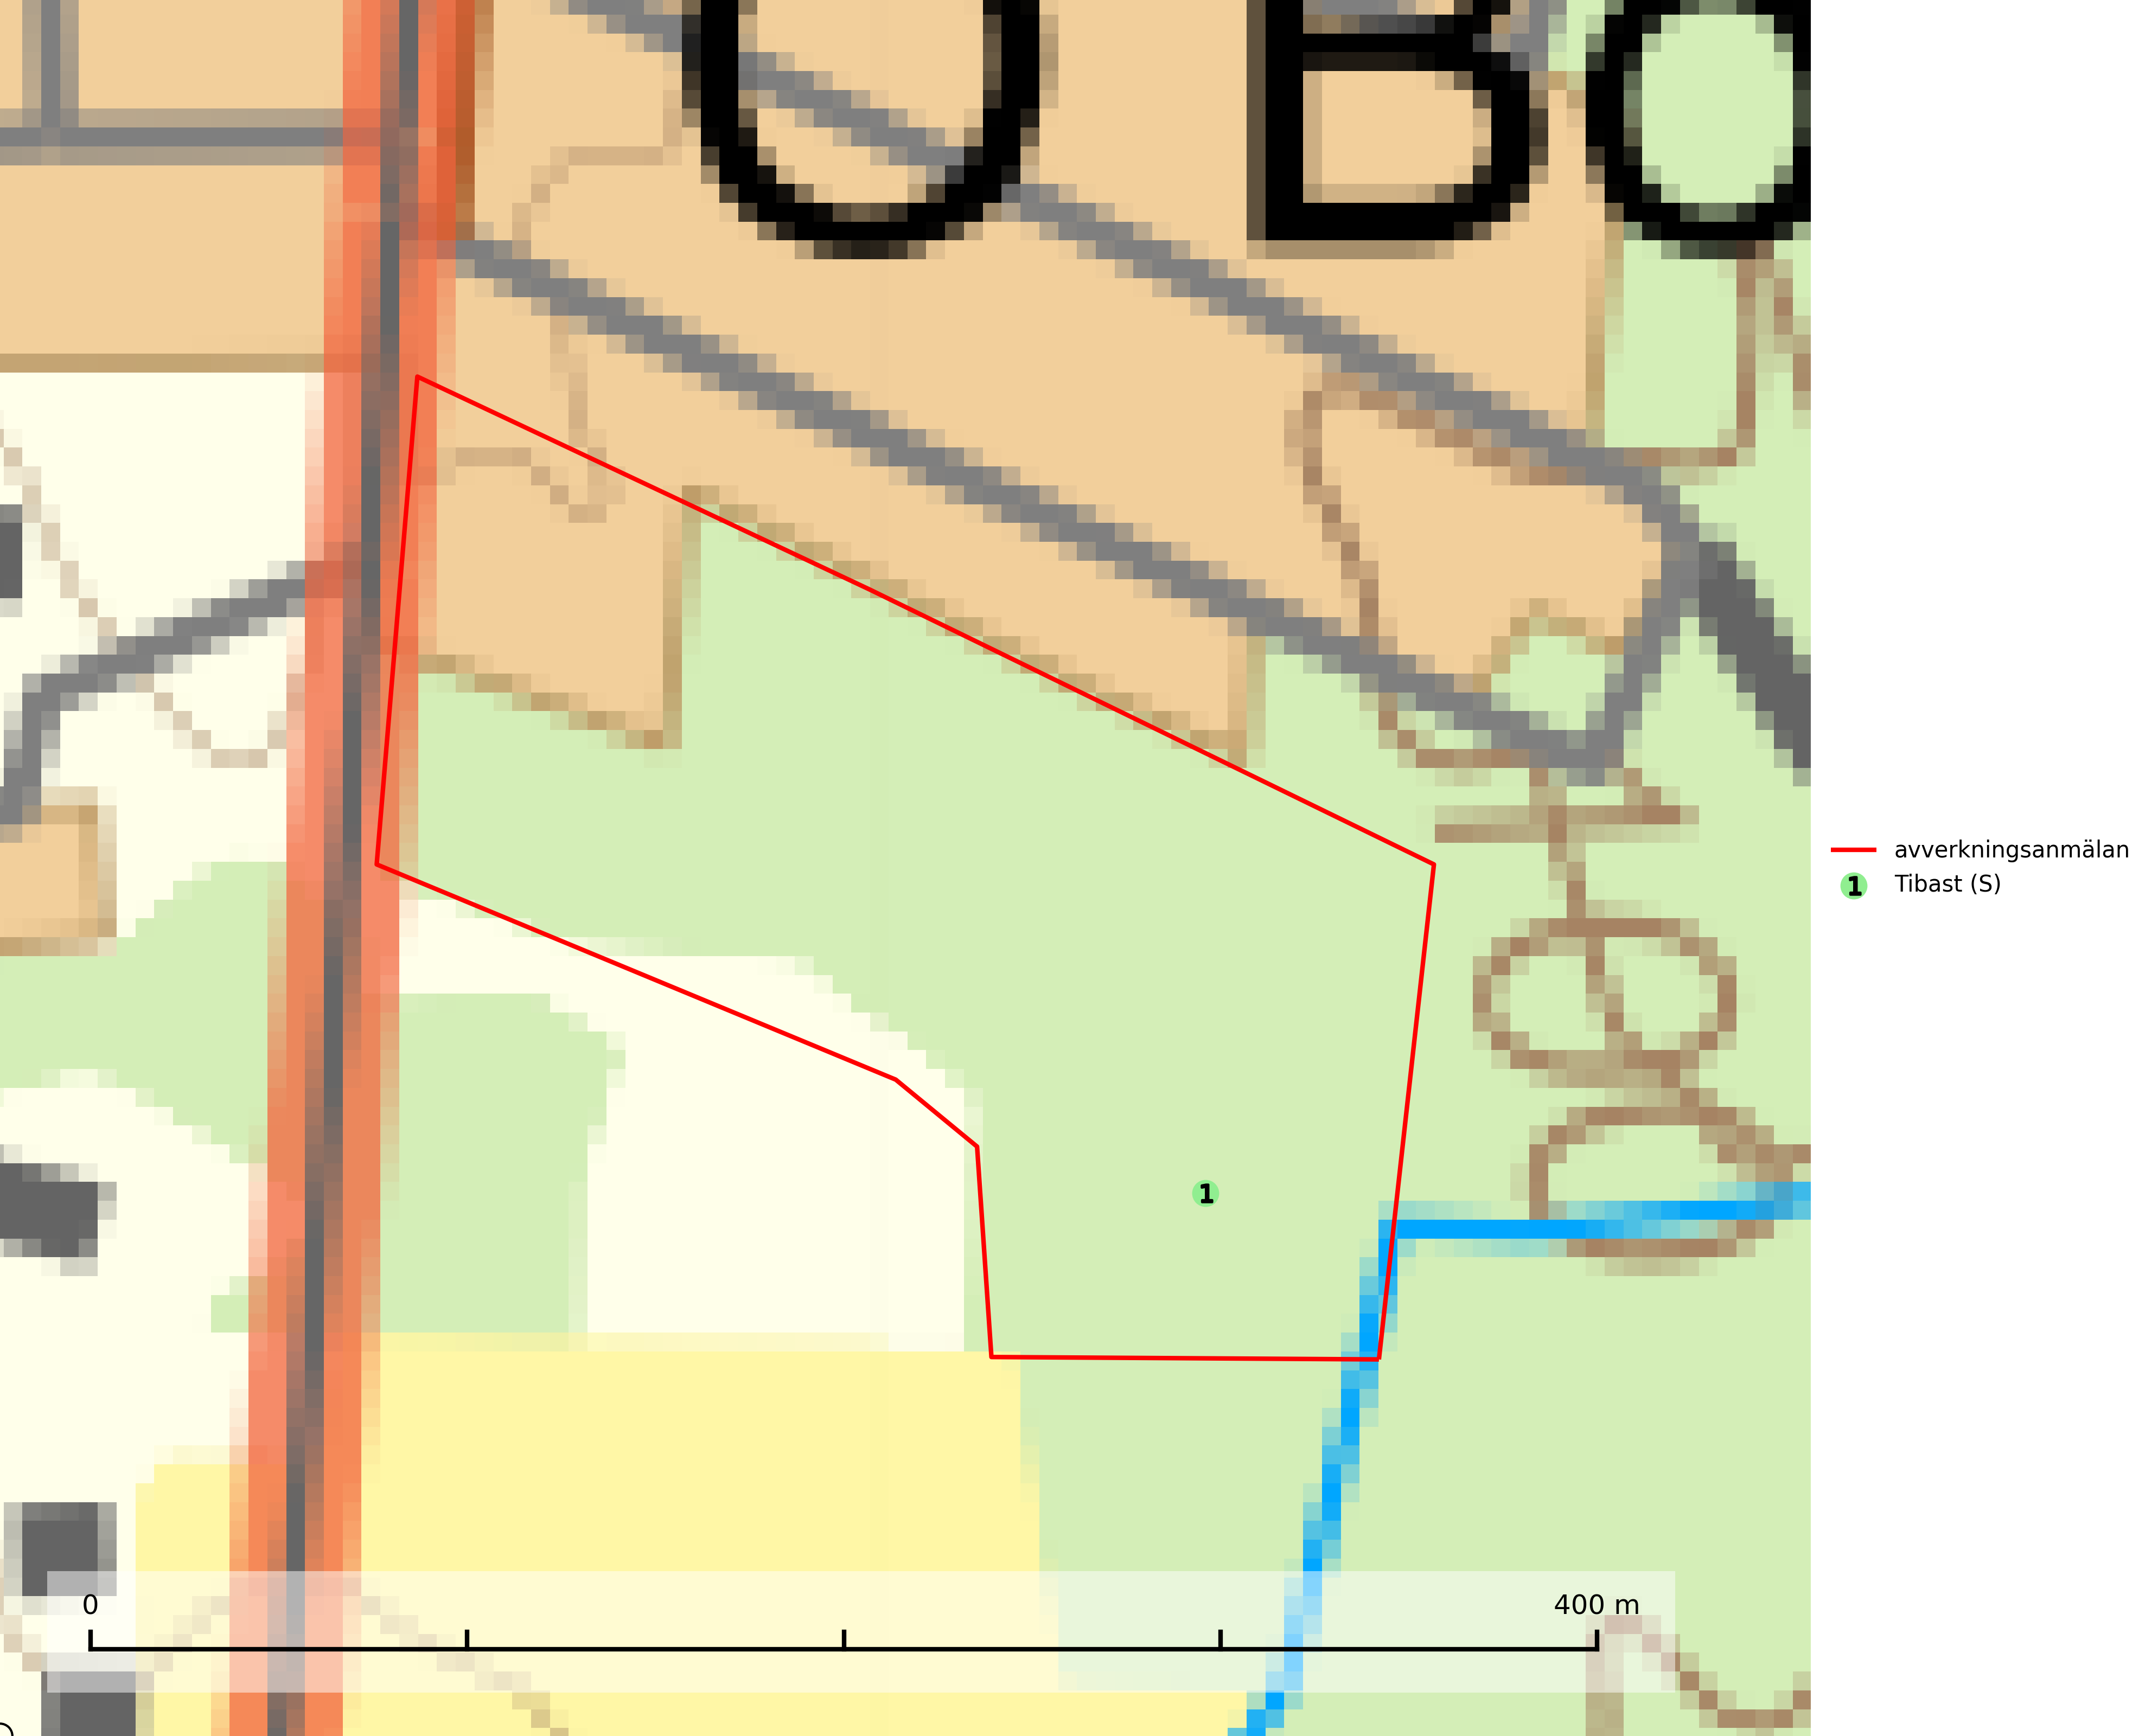 avverkningsanmälan
1 Tibast (S)
1
0 400 m